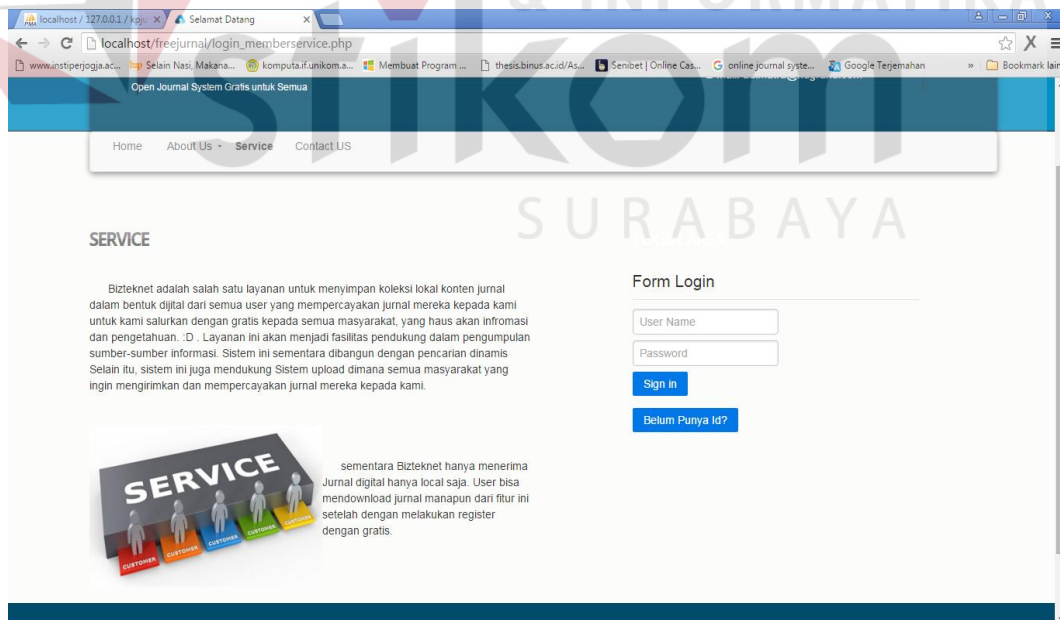 & INFORMATI
localhost / 127.0.0.1 / kpju
Selamat Datang
localhost/freejurnal/login_memberservice.php
www.instiperjogja.ac...
Selain Nasi, Makana...
komputa.if.unikom.a...
Membuat Program ...
thesis.binus.ac.id/As...
Senibet | Online Cas...
online journal syste...
Google Terjemahan
»
Bookmark lain
Open Journal System Gratis untuk Semua
stikom
Home About Us Service Contact US
SURABAYA
SERVICE
Bizteknet adalah salah satu layanan untuk menyimpan koleksi lokal konten jurnal
dalam bentuk dijital dari semua user yang mempercayakan jurnal mereka kepada kami
untuk kami salurkan dengan gratis kepada semua masyarakat, yang haus akan infromasi
dan pengetahuan. :D . Layanan ini akan menjadi fasilitas pendukung dalam pengumpulan
sumber-sumber informasi. Sistem ini sementara dibangun dengan pencarian dinamis
Selain itu, sistem ini juga mendukung Sistem upload dimana semua masyarakat yang
ingin mengirimkan dan mempercayakan jurnal mereka kepada kami.
SERVICE
CUSTOMER
CUSTOMER
CUSTOMER
CUSTOMER
CUSTOMER
sementara Bizteknet hanya menerima
Jurnal digital hanya local saja. User bisa
mendownload jurnal manapun dari fitur ini
setelah dengan melakukan register
dengan gratis.
Form Login
User Name
Password
Sign in
Belum Punya Id?